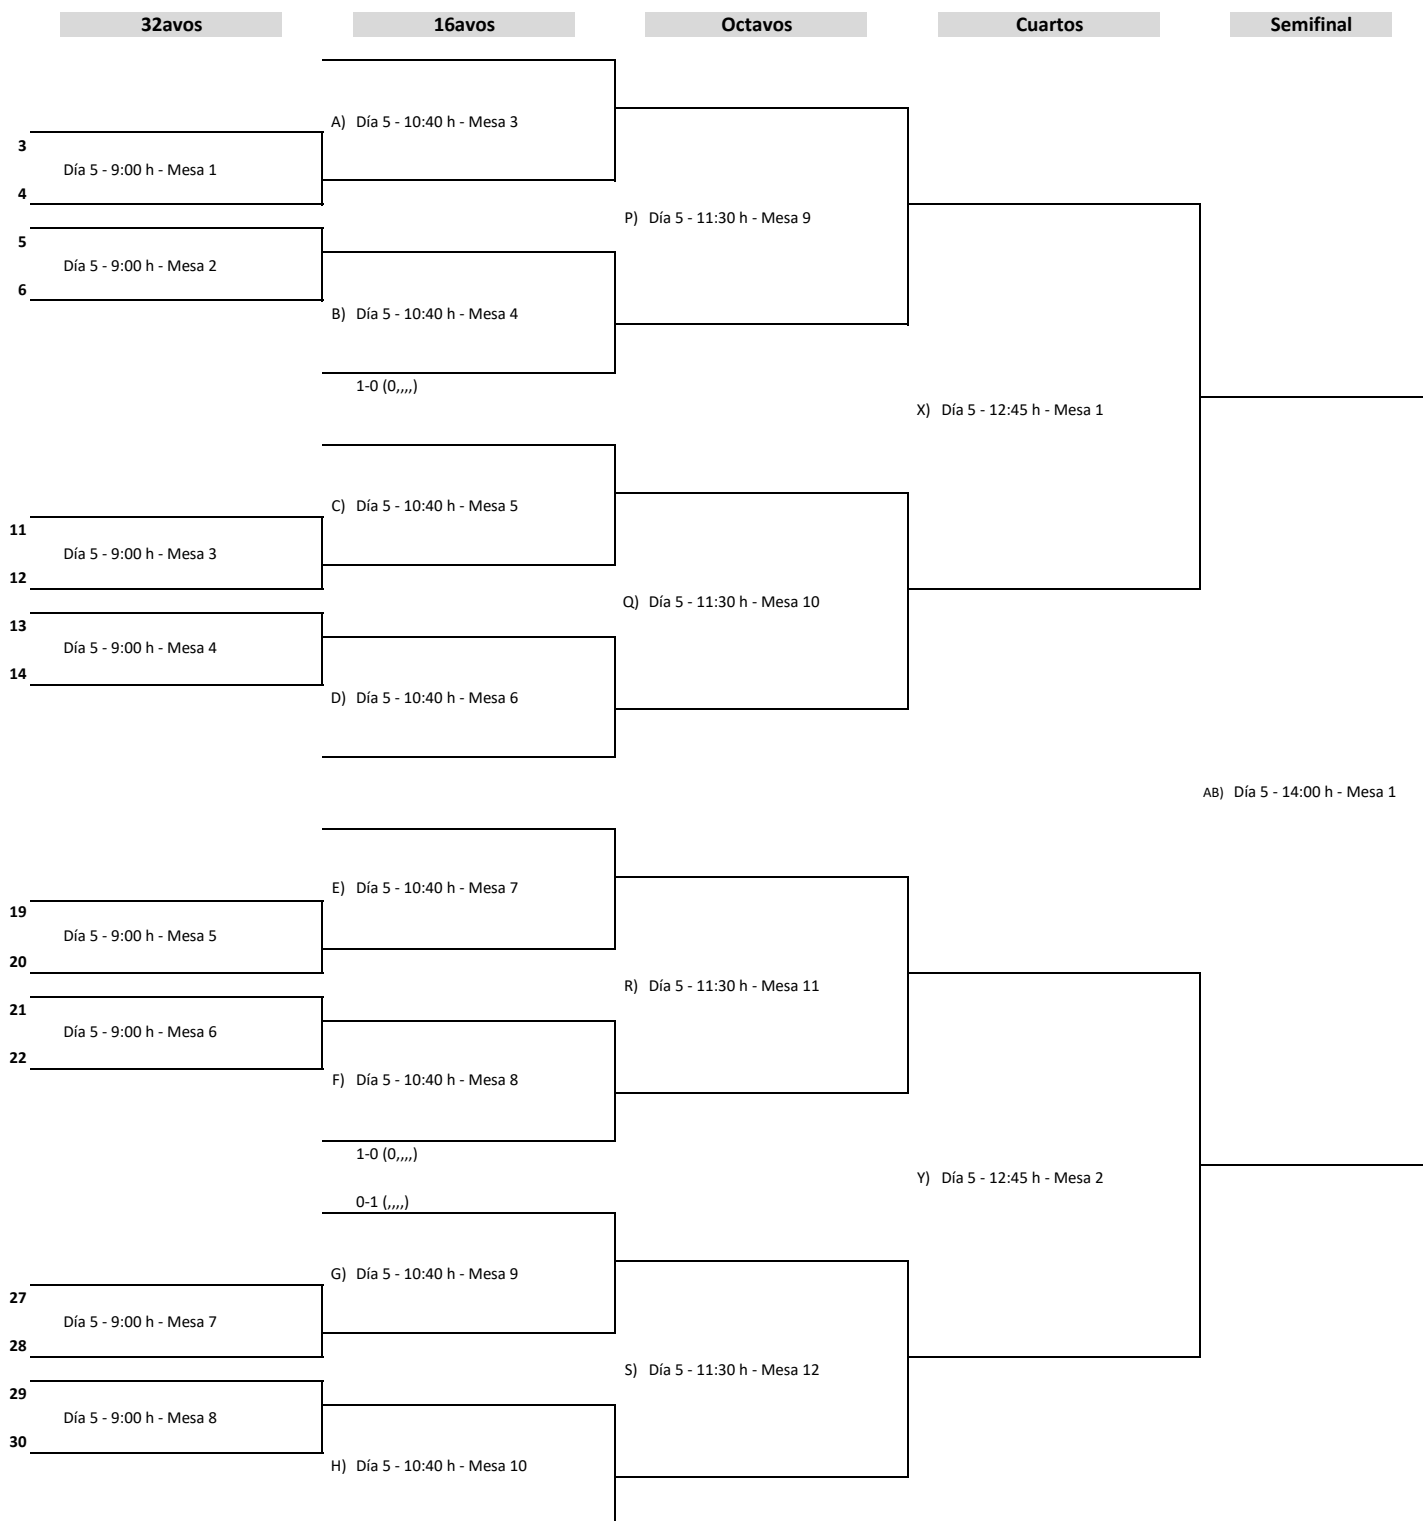 32avos
16avos
Octavos
Cuartos
Semifinal
A) Día 5 - 10:40 h - Mesa 3
3
Día 5 - 9:00 h - Mesa 1
4
P) Día 5 - 11:30 h - Mesa 9
5
Día 5 - 9:00 h - Mesa 2
6
B) Día 5 - 10:40 h - Mesa 4
1-0 (0,,,,)
X) Día 5 - 12:45 h - Mesa 1
C) Día 5 - 10:40 h - Mesa 5
11
Día 5 - 9:00 h - Mesa 3
12
Q) Día 5 - 11:30 h - Mesa 10
13
Día 5 - 9:00 h - Mesa 4
14
D) Día 5 - 10:40 h - Mesa 6
AB) Día 5 - 14:00 h - Mesa 1
E) Día 5 - 10:40 h - Mesa 7
19
Día 5 - 9:00 h - Mesa 5
20
R) Día 5 - 11:30 h - Mesa 11
21
Día 5 - 9:00 h - Mesa 6
22
F) Día 5 - 10:40 h - Mesa 8
1-0 (0,,,,)
Y) Día 5 - 12:45 h - Mesa 2
0-1 (,,,,)
G) Día 5 - 10:40 h - Mesa 9
27
Día 5 - 9:00 h - Mesa 7
28
S) Día 5 - 11:30 h - Mesa 12
29
Día 5 - 9:00 h - Mesa 8
30
H) Día 5 - 10:40 h - Mesa 10